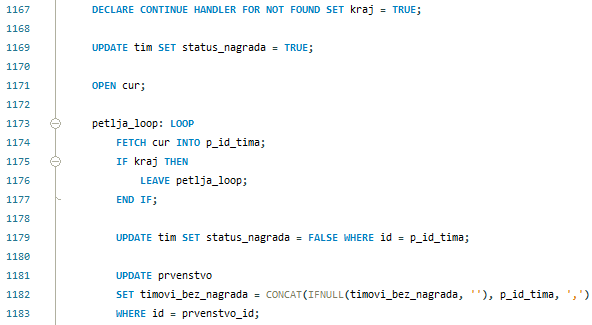 1167 DECLARE CONTINUE HANDLER FOR NOT FOUND SET kraj = TRUE;
1168
1169 UPDATE tim SET status_nagrada = TRUE;
1170
1171 OPEN cur;
1172
1173 petlja_loop: LOOP
1174 FETCH cur INTO p_id_tima;
1175 IF kraj THEN
1176 LEAVE petlja_loop;
1177 END IF;
1178
1179 UPDATE tim SET status_nagrada = FALSE WHERE id = p_id_tima;
1180
1181 UPDATE prvenstvo
1182 SET timovi_bez_nagrada = CONCAT(IFNULL(timovi_bez_nagrada, ''), p_id_tima, ',')
1183 WHERE id = prvenstvo_id;